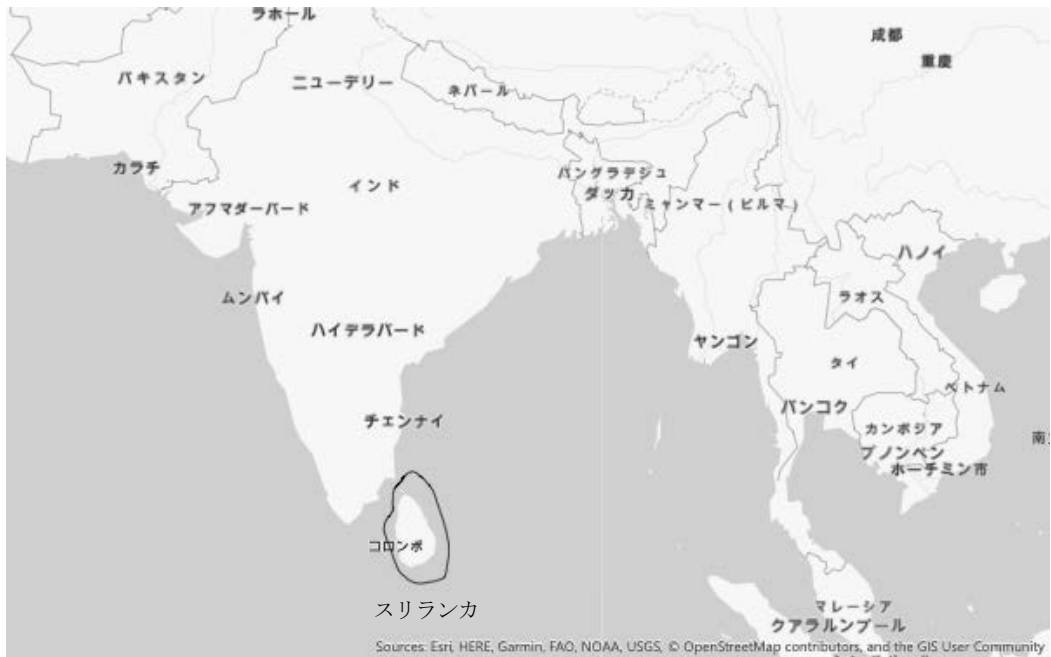 ラホール
成都
重慶
パキスタン
ニューデリー
ネパール
カラチ
バングラデシュ
インド
ダッカ
アフマダーバード
ミャンマー(ビルマ)
ハノイ
ムンバイ
ラオス
ハイデラバード
ヤンゴン
タイ
ベトナム
バンコク
チェンナイ
カンボジア
南
プノンペン
ホーチミン市
コロンボ
スリランカ
マレーシア
クアラルンプール
Sources: Esri, HERE, Garmin, FAO, NOAA, USGS, © OpenStreetMap contributors, and the GIS User Community